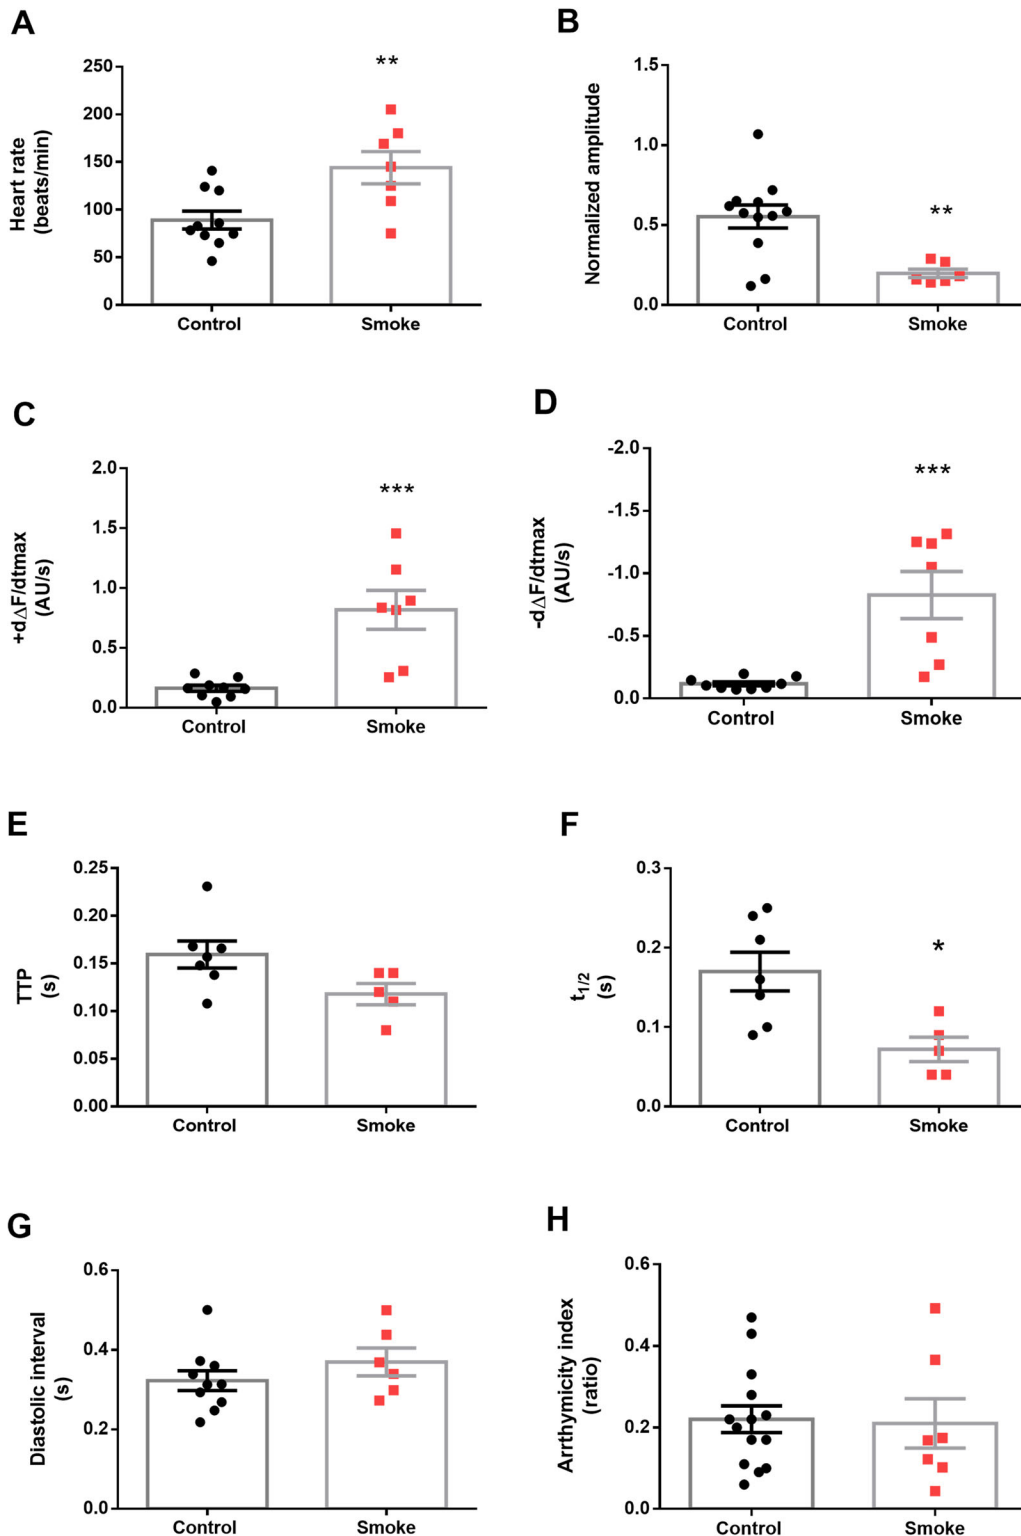 A
Heart rate
(beats/min)
250
200
150
100
50
0
**
Control
Smoke
B
Normalized amplitude
1.5
1.0
0.5
0.0
**
Control
Smoke
C
+dΔF/dtmax
(AU/s)
2.0
1.5
1.0
0.5
0.0
***
Control
Smoke
D
-dΔF/dtmax
(AU/s)
-2.0
-1.5
-1.0
-0.5
-0.0
***
Control
Smoke
E
TTP
(s)
0.25
0.20
0.15
0.10
0.05
0.00
Control
Smoke
F
t1/2
(s)
0.3
0.2
0.1
0.0
*
Control
Smoke
G
Diastolic interval
(s)
0.6
0.4
0.2
0.0
Control
Smoke
H
Arrthymicity index
(ratio)
0.6
0.4
0.2
0.0
Control
Smoke